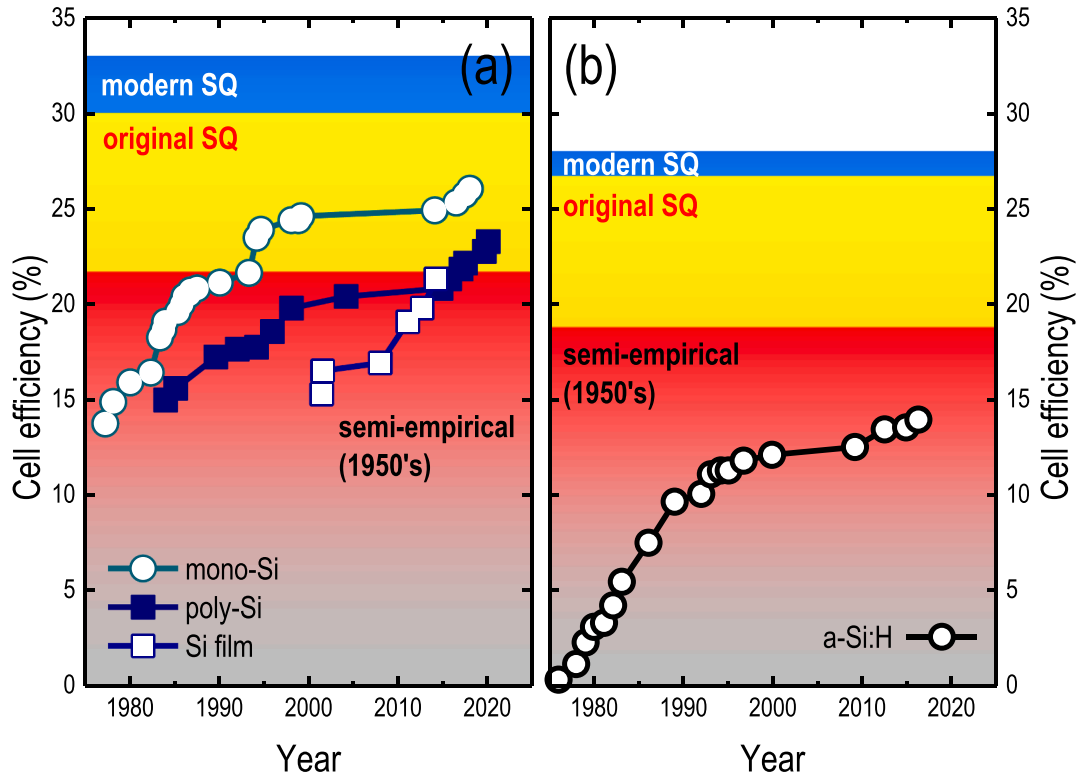 (a)
modern SQ
original SQ
semi-empirical
(1950's)
mono-Si
poly-Si
Si film
Cell efficiency (%)
35
30
25
20
15
10
5
0
1980 1990 2000 2010 2020
Year
(b)
modern SQ
original SQ
semi-empirical
(1950's)
a-Si:H
1980 1990 2000 2010 2020
Year
35
30
25
20
15
10
5
0
Cell efficiency (%)